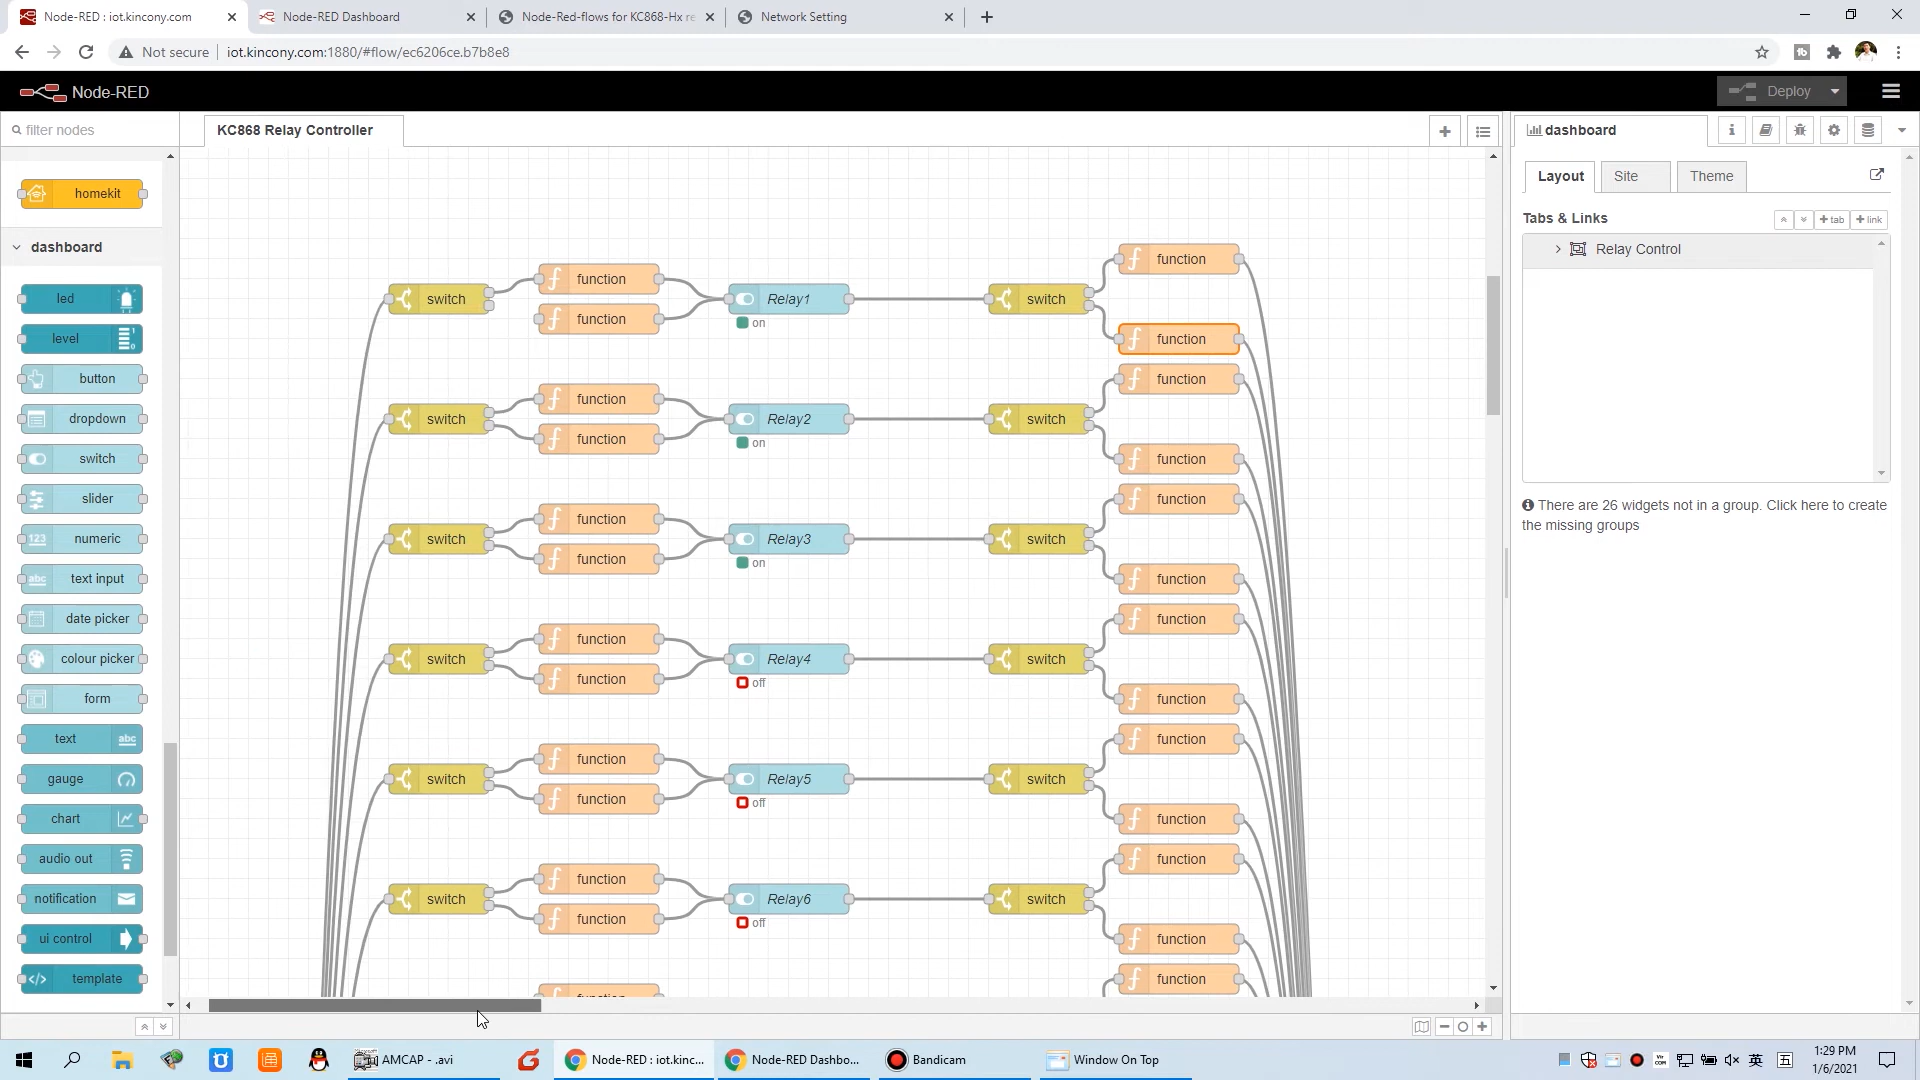 Node-RED : iot.kincony.com
Node-RED Dashboard
Node-Red-flows for KC868-Hx re
Network Setting
Not secure
iot.kincony.com:1880/#flow/ec6206ce.b7b8e8
Node-RED
Deploy
filter nodes
KC868 Relay Controller
dashboard
homekit
dashboard
led
level
button
dropdown
switch
slider
123 numeric
abc text input
date picker
colour picker
form
text abc
gauge
chart
audio out
notification
ui control
template
switch
function
function
Relay1
on
switch
function
function
switch
function
function
Relay2
on
switch
function
function
switch
function
function
Relay3
on
switch
function
function
switch
function
function
Relay4
off
switch
function
function
switch
function
function
Relay5
off
switch
function
function
switch
function
function
Relay6
off
switch
function
function
function
function
Layout
Site
Theme
Tabs & Links
+ tab
+ link
Relay Control
There are 26 widgets not in a group. Click here to create
the missing groups
AMCAP - .avi
Node-RED : iot.kinc...
Node-RED Dashbo...
Bandicam
Window On Top
英
五
1:29 PM
1/6/2021